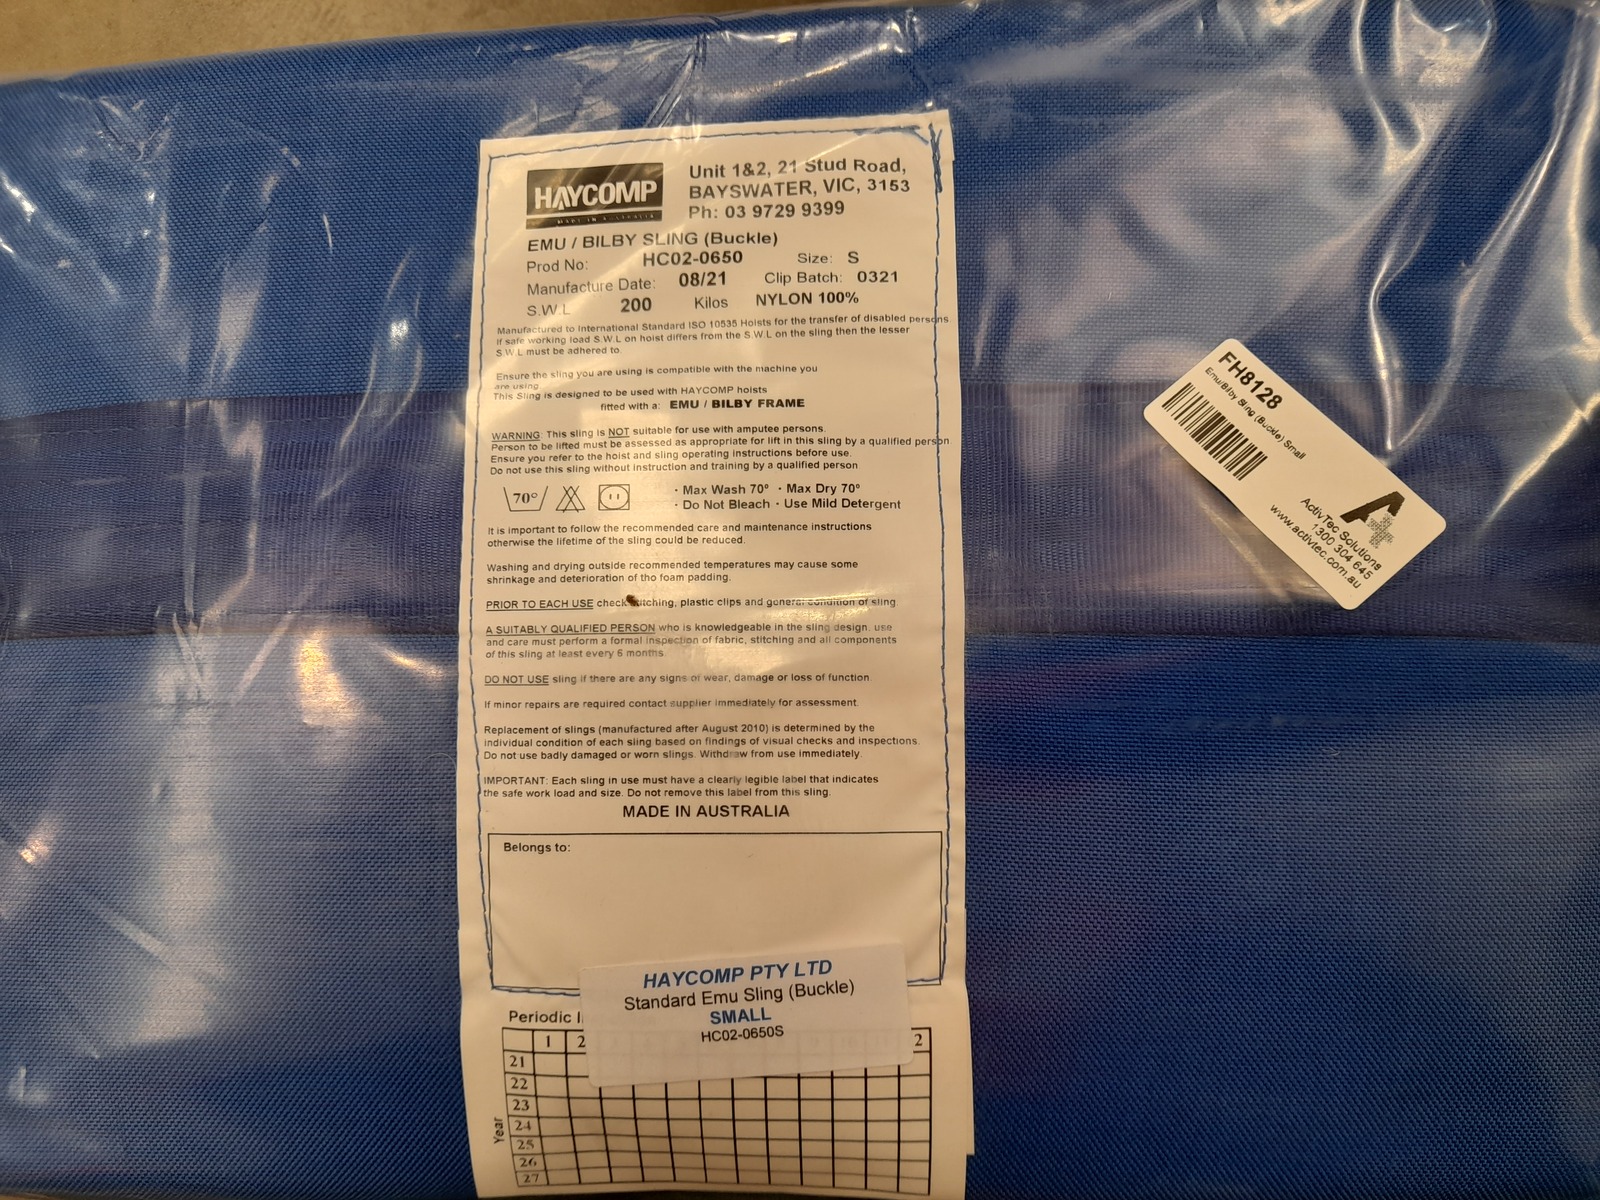 HAYCOMP
MADE IN AUSTRALIA
Unit 1&2, 21 Stud Road,
BAYSWATER, VIC, 3153
Ph: 03 9729 9399
EMU / BILBY SLING (Buckle)
Prod No: HC02-0650 Size: S
Manufacture Date: 08/21 Clip Batch: 0321
S.W.L 200 Kilos NYLON 100%
Manufactured to International Standard ISO 10535 Hoists for the transfer of disabled persons.
If safe working load S.W.L on hoist differs from the S.W.L on the sling then the lesser
S.W.L must be adhered to.
Ensure the sling you are using is compatible with the machine you
are using.
This Sling is designed to be used with HAYCOMP hoists
fitted with a: EMU / BILBY FRAME
WARNING: This sling is NOT suitable for use with amputee persons.
Person to be lifted must be assessed as appropriate for lift in this sling by a qualified person
Ensure you refer to the hoist and sling operating instructions before use.
Do not use this sling without instruction and training by a qualified person
70°
· Max Wash 70° · Max Dry 70°
· Do Not Bleach · Use Mild Detergent
It is important to follow the recommended care and maintenance instructions
otherwise the lifetime of the sling could be reduced.
Washing and drying outside recommended temperatures may cause some
shrinkage and deterioration of the foam padding.
PRIOR TO EACH USE check stitching, plastic clips and general condition of sling.
A SUITABLY QUALIFIED PERSON who is knowledgeable in the sling design, use
and care must perform a formal inspection of fabric, stitching and all components
of this sling at least every 6 months.
DO NOT USE sling if there are any signs of wear, damage or loss of function.
If minor repairs are required contact supplier immediately for assessment.
Replacement of slings (manufactured after August 2010) is determined by the
individual condition of each sling based on findings of visual checks and inspections.
Do not use badly damaged or worn slings. Withdraw from use immediately.
IMPORTANT: Each sling in use must have a clearly legible label that indicates
the safe work load and size. Do not remove this label from this sling.
MADE IN AUSTRALIA
Belongs to:
HAYCOMP PTY LTD
Standard Emu Sling (Buckle)
SMALL
HC02-0650S
Periodic
1 2 2
Year
21
22
23
24
25
26
27
FH8128
Emu/Bilby Sling (Buckle) Small
ActivTec Solutions
1300 304 645
www.activtec.com.au